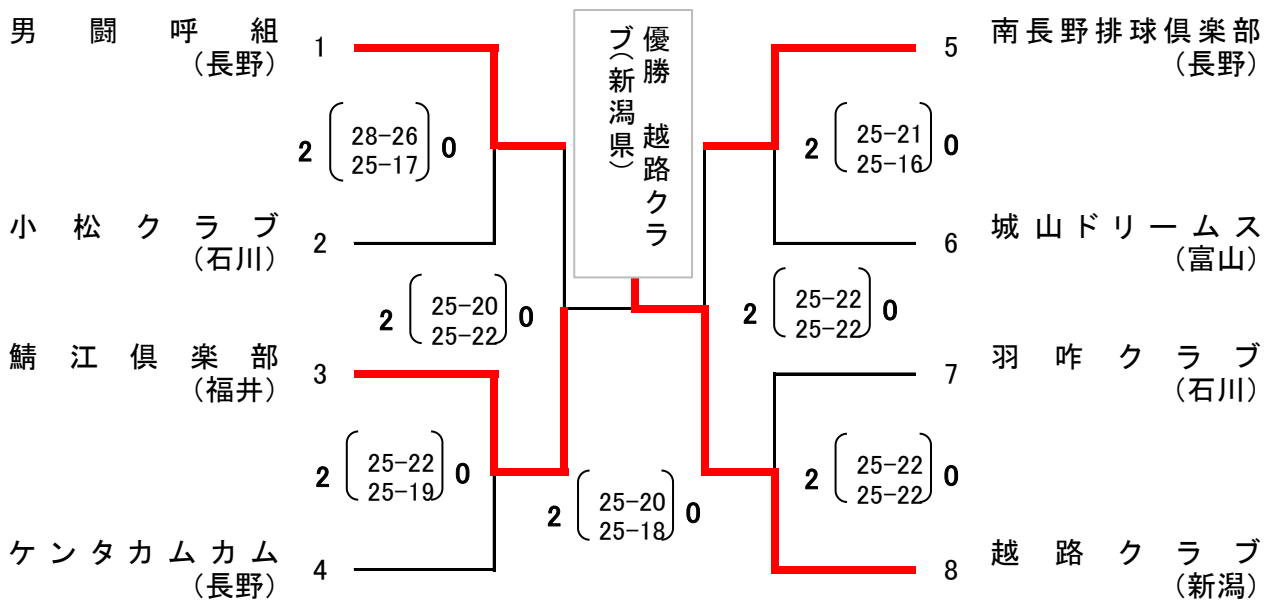 男闘呼組
（長野）
1
2
28-26
25-17
0
小松クラブ
（石川）
2
2
25-20
25-22
0
鯖江倶楽部
（福井）
3
2
25-22
25-19
0
ケンタカムカム
（長野）
4
優勝　越路クラ
ブ（新潟県）
2
25-20
25-18
0
5
南長野排球倶楽部
（長野）
2
25-21
25-16
0
6
城山ドリームス
（富山）
2
25-22
25-22
0
7
羽咋クラブ
（石川）
2
25-22
25-22
0
8
越路クラブ
（新潟）